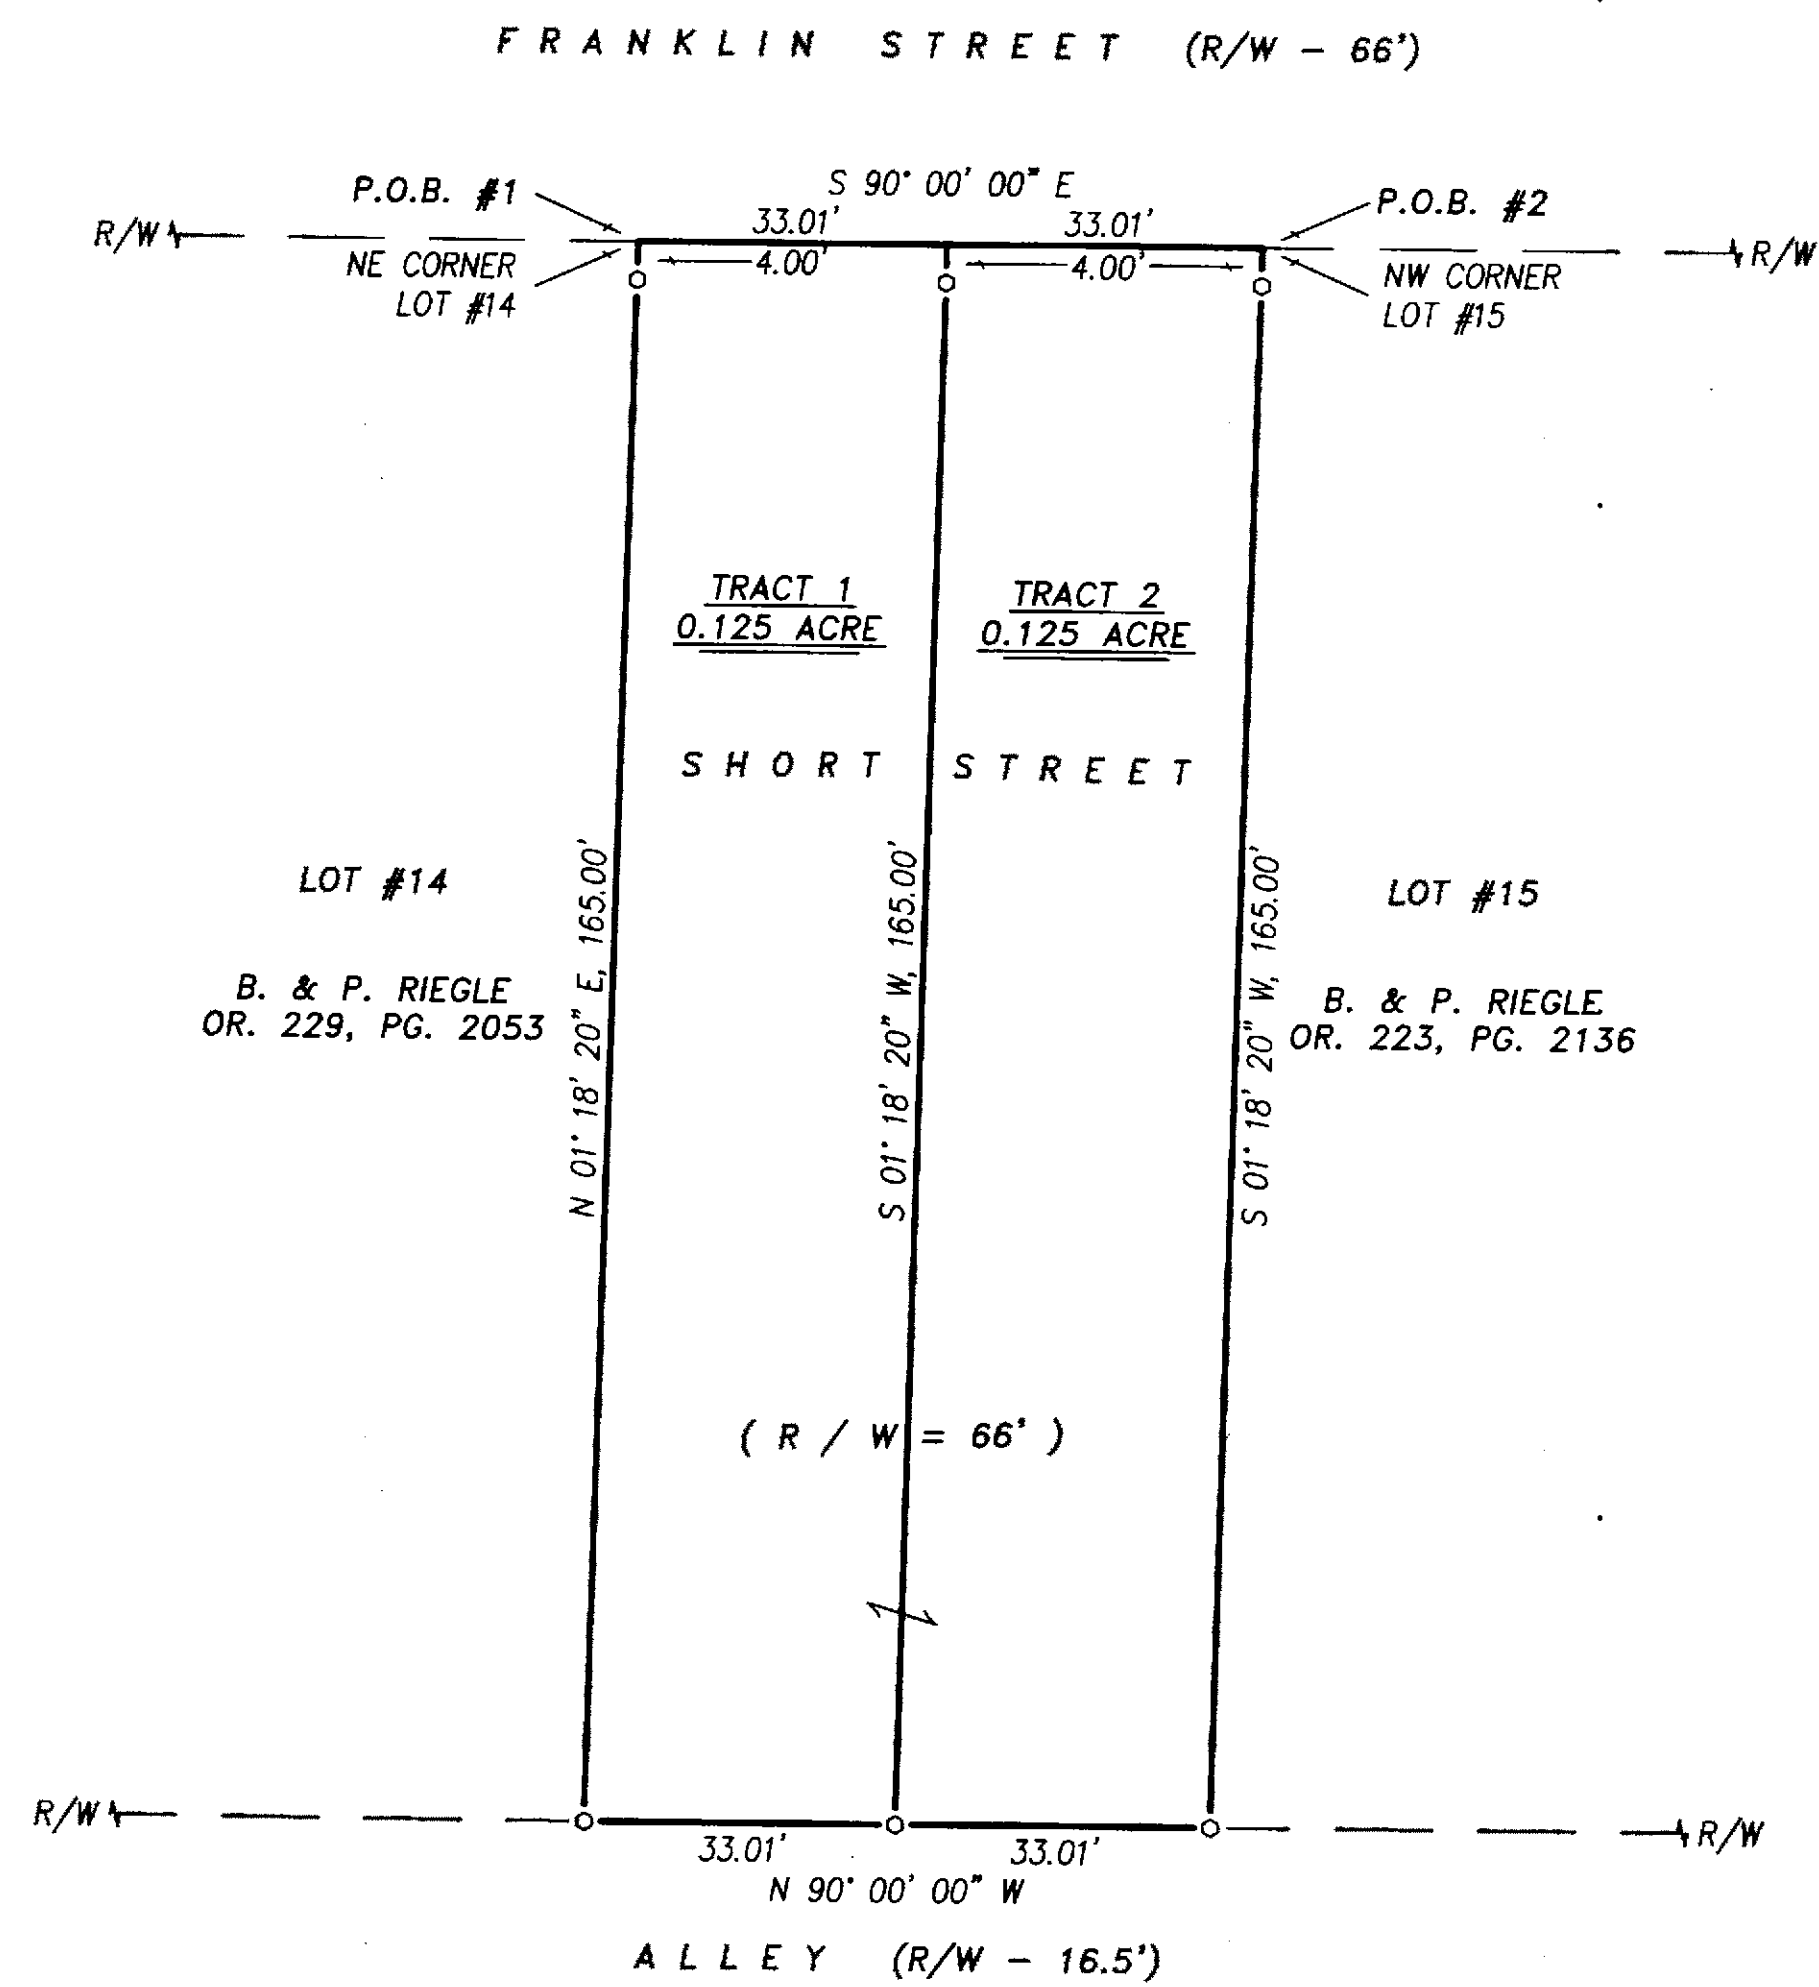 FRANKLIN STREET (R/W - 66')
S 90° 00' 00" E
P.O.B. #1
P.O.B. #2
33.01'
33.01'
R/W
R/W
NE CORNER
LOT #14
4.00'
4.00'
NW CORNER
LOT #15
TRACT 1
0.125 ACRE
TRACT 2
0.125 ACRE
SHORT STREET
LOT #14
B. & P. RIEGLE
OR. 229, PG. 2053
N 01° 18' 20" E, 165.00'
S 01° 18' 20" W, 165.00'
S 01° 18' 20" W, 165.00'
LOT #15
B. & P. RIEGLE
OR. 223, PG. 2136
( R / W = 66' )
R/W
R/W
33.01'
33.01'
N 90° 00' 00" W
ALLEY (R/W - 16.5')